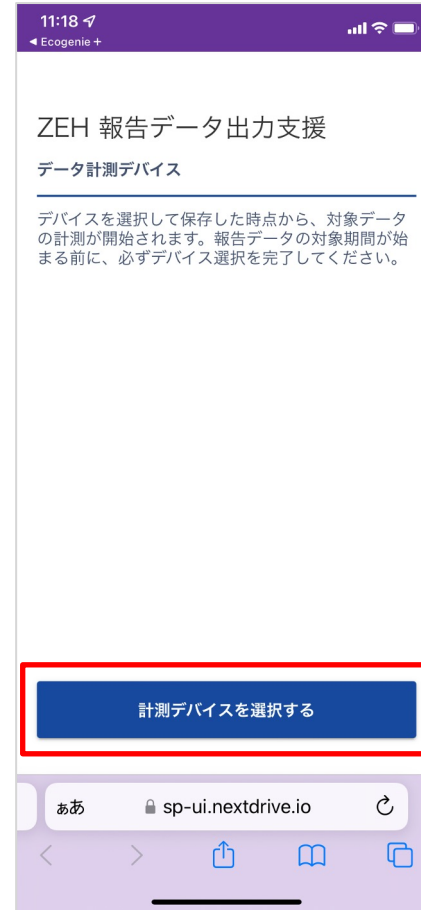 11:18
◀ Ecogenie +
ZEH 報告データ出力支援
データ計測デバイス
デバイスを選択して保存した時点から、対象データ
の計測が開始されます。報告データの対象期間が始
まる前に、必ずデバイス選択を完了してください。
計測デバイスを選択する
ぁあ sp-ui.nextdrive.io